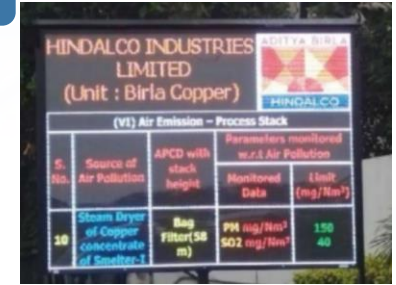 HINDALCO INDUSTRIES
LIMITED
(Unit : Birla Copper)
ADITYA BIRLA
HINDALCO
(VI) Air Emission – Process Stack
S. No.
Source of Air Pollution
APCD with stack height
Parameters monitored w.r.t Air Pollution
Monitored Data
Limit (mg/Nm³)
10
Steam Dryer of Copper concentrate of Smelter-I
Bag Filter(58 m)
PM mg/Nm³
SO2 mg/Nm³
150
40